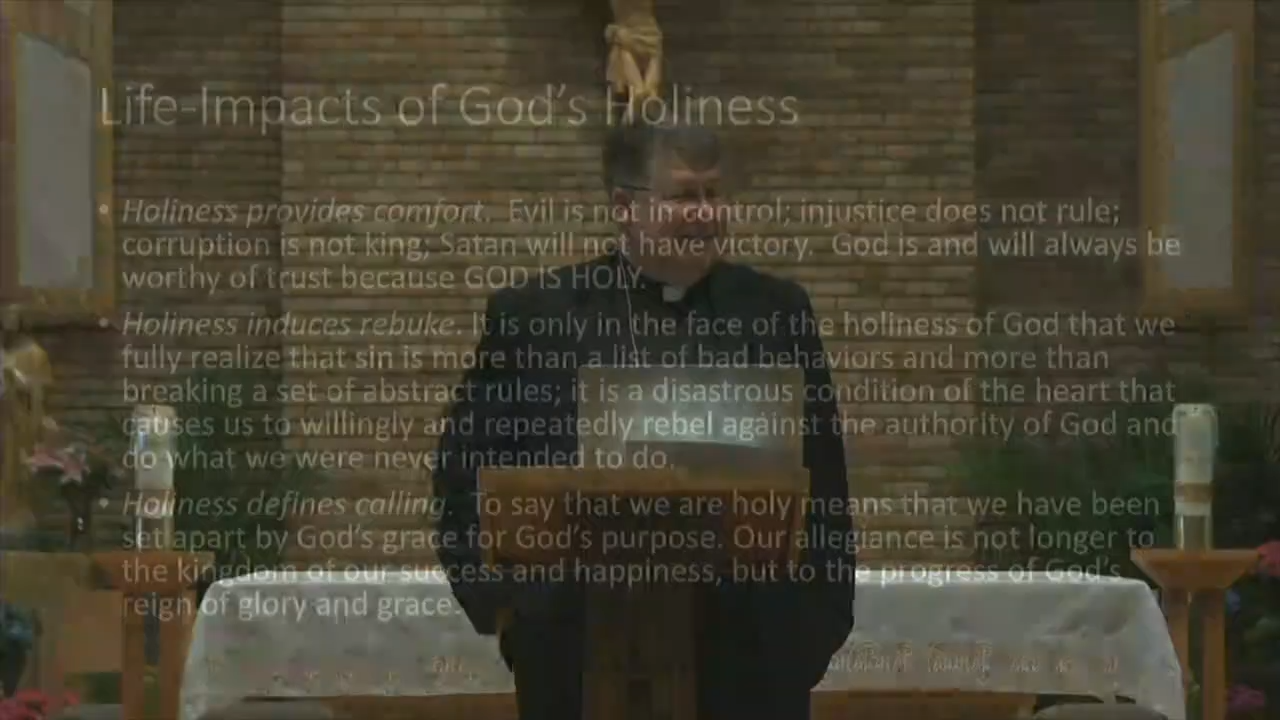 Life-Impacts of God's Holiness
• Holiness provides comfort. Evil is not in control; injustice does not rule;
corruption is not king; Satan will not have victory. God is and will always be
worthy of trust because GOD IS HOLY.
• Holiness induces rebuke. It is only in the face of the holiness of God that we
fully realize that sin is more than a list of bad behaviors and more than
breaking a set of abstract rules; it is a disastrous condition of the heart that
causes us to willingly and repeatedly rebel against the authority of God and
do what we were never intended to do.
• Holiness defines calling. To say that we are holy means that we have been
set apart by God's grace for God's purpose. Our allegiance is not longer to
the kingdom of our success and happiness, but to the progress of God's
reign of glory and grace.